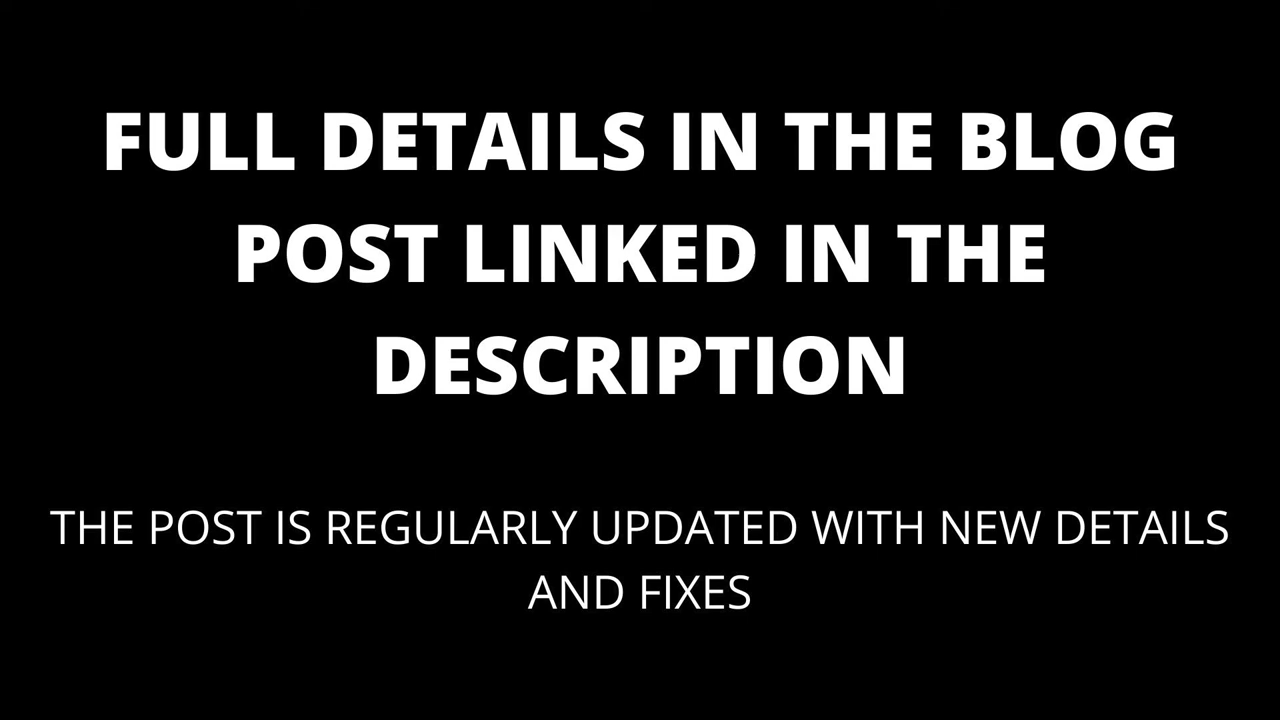 FULL DETAILS IN THE BLOG
POST LINKED IN THE
DESCRIPTION
THE POST IS REGULARLY UPDATED WITH NEW DETAILS
AND FIXES